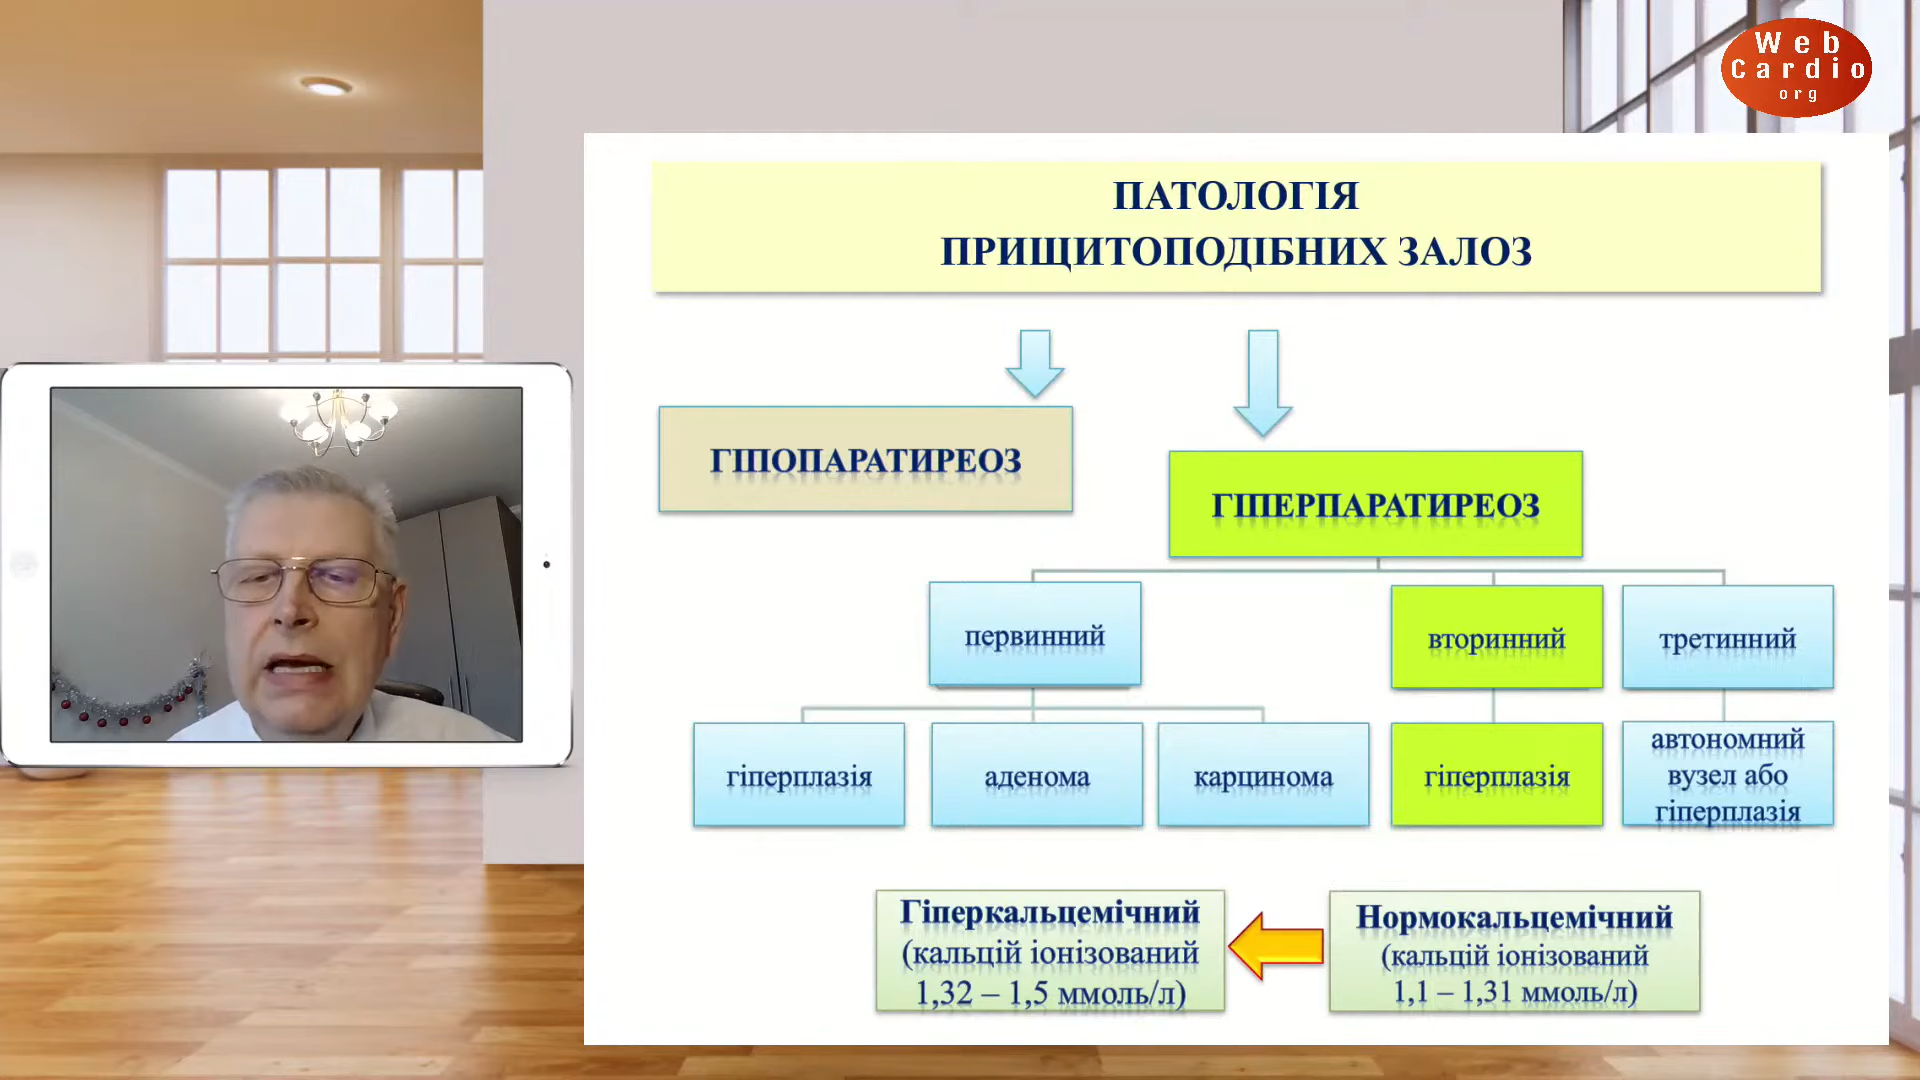 Web
Cardio
org
ПАТОЛОГІЯ
ПРИЩИТОПОДІБНИХ ЗАЛОЗ
ГІПОПАРАТИРЕОЗ
ГІПЕРПАРАТИРЕОЗ
первинний
вторинний
третинний
гіперплазія
аденома
карцинома
гіперплазія
автономний
вузел або
гіперплазія
Гіперкальцемічний
(кальцій іонізований
1,32 – 1,5 ммоль/л)
Нормокальцемічний
(кальцій іонізований
1,1 – 1,31 ммоль/л)